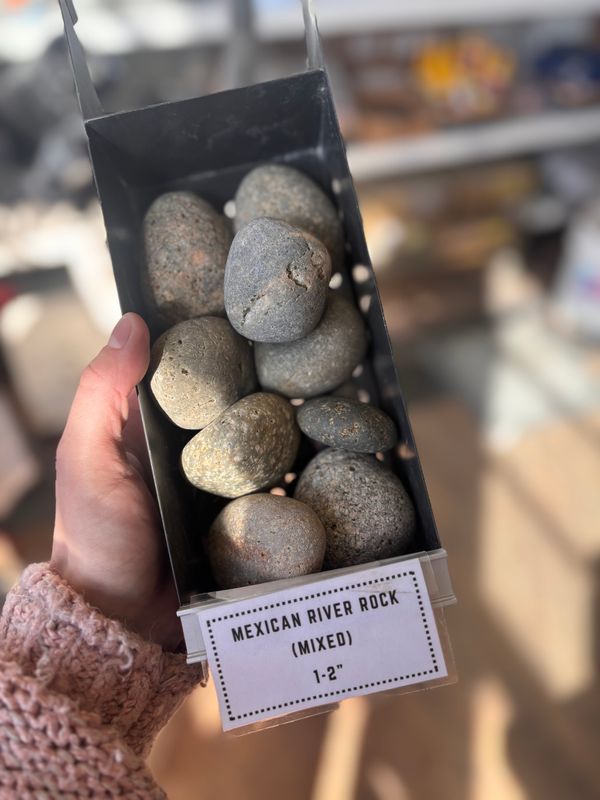 MEXICAN RIVER ROCK
(MIXED)
1-2"